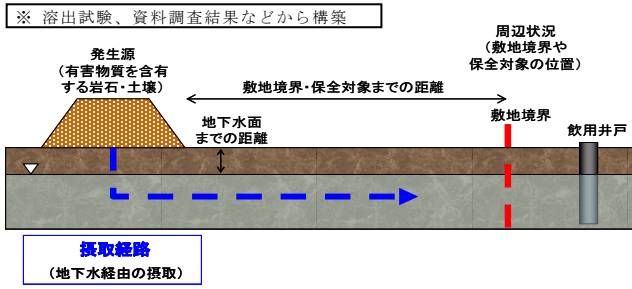 ※ 溶出試験、資料調査結果などから構築
発生源
(有害物質を含有
する岩石・土壌)
周辺状況
(敷地境界や
保全対象の位置)
敷地境界・保全対象までの距離
地下水面
までの距離
敷地境界
飲用井戸
摂取経路
(地下水経由の摂取)